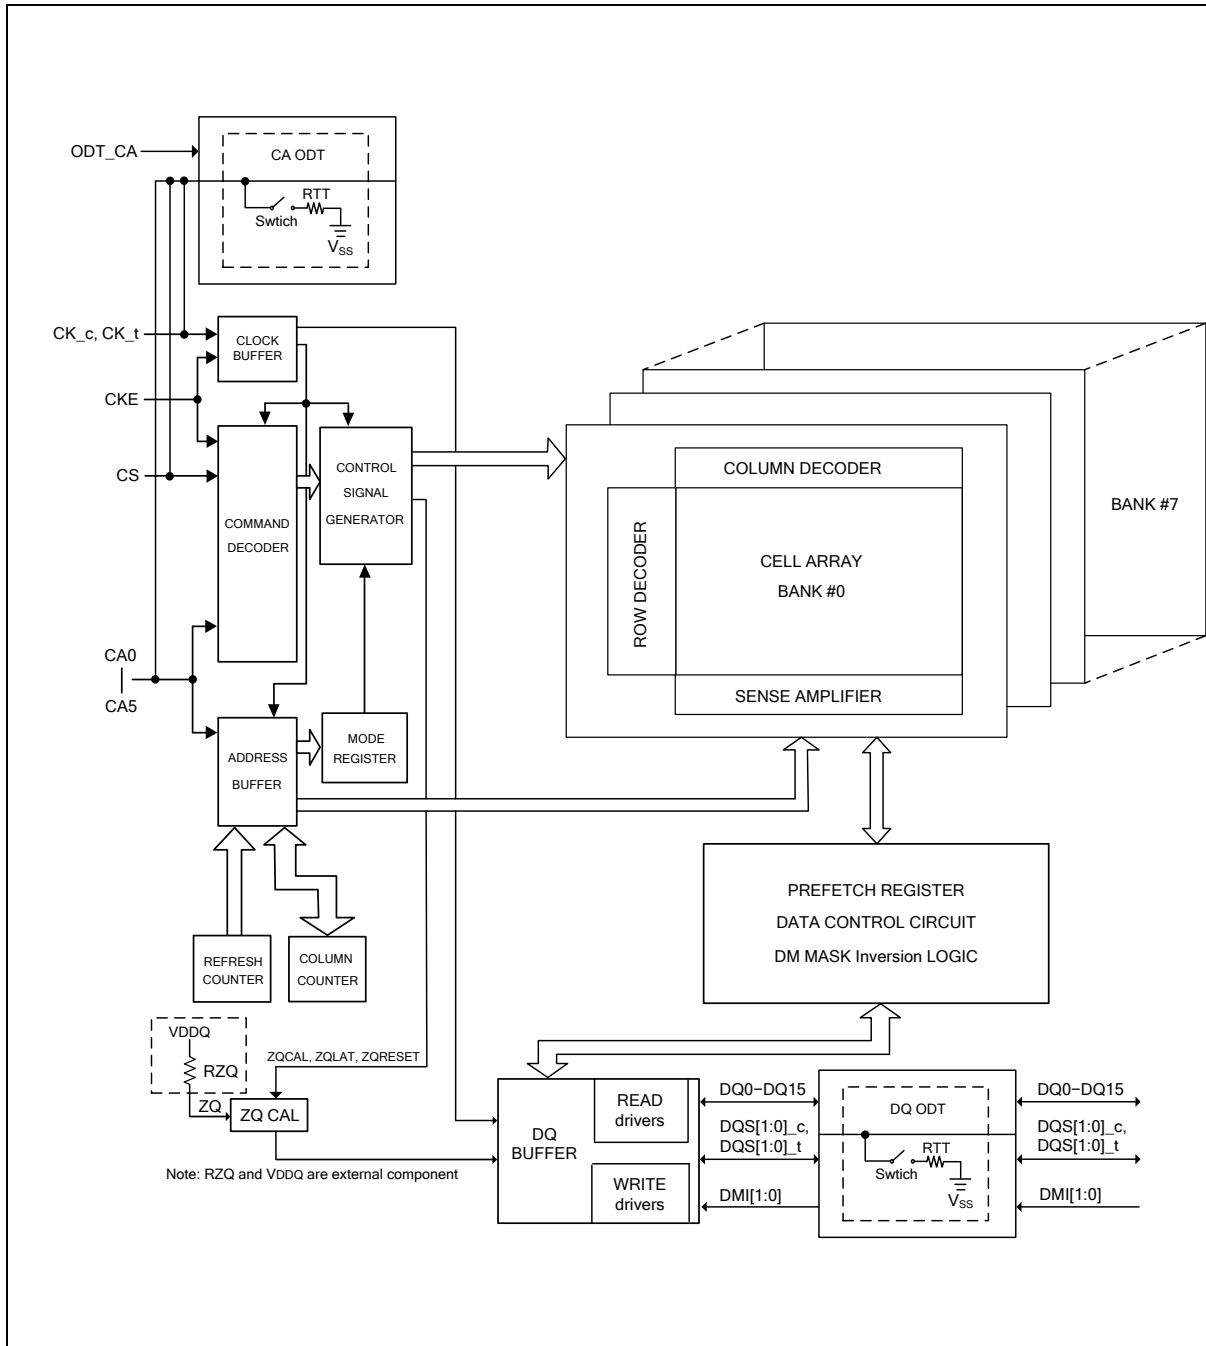 ODT_CA
CA ODT
RTT
Swtich
VSS
CK_c, CK_t
CLOCK
BUFFER
CKE
CS
COMMAND
DECODER
CONTROL
SIGNAL
GENERATOR
COLUMN DECODER
ROW DECODER
CELL ARRAY
BANK #0
SENSE AMPLIFIER
BANK #7
CA0
CA5
ADDRESS
BUFFER
MODE
REGISTER
REFRESH
COUNTER
COLUMN
COUNTER
PREFETCH REGISTER
DATA CONTROL CIRCUIT
DM MASK Inversion LOGIC
VDDQ
RZQ
ZQ
ZQCAL, ZQLAT, ZQRESET
ZQ CAL
Note: RZQ and VDDQ are external component
DQ
BUFFER
READ
drivers
WRITE
drivers
DQ0−DQ15
DQS[1:0]_c,
DQS[1:0]_t
DMI[1:0]
DQ ODT
RTT
Swtich
VSS
DQ0−DQ15
DQS[1:0]_c,
DQS[1:0]_t
DMI[1:0]